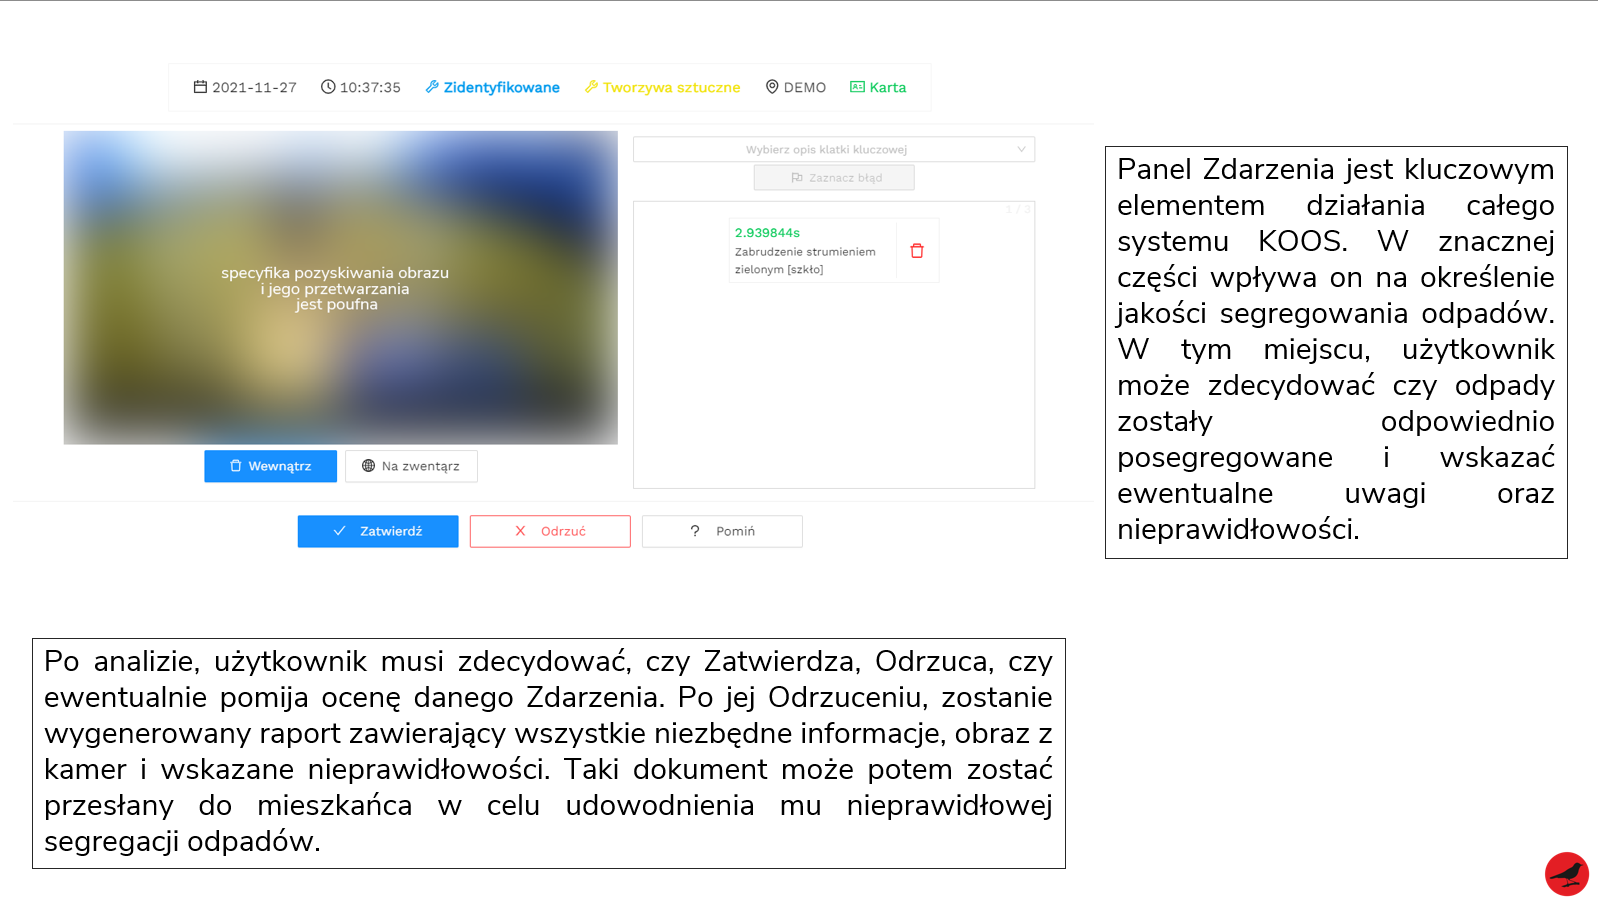 2021-11-27 10:37:35 Zidentyfikowane Tworzywa sztuczne DEMO Karta
specyfika pozyskiwania obrazu
i jego przetwarzania
jest poufna
Wewnątrz Na zwentąrz
Wybierz opis klatki kluczowej
Zaznacz błąd
1 / 3
2.939844s
Zabrudzenie strumieniem
zielonym [szkło]
Zatwierdź Odrzuć ? Pomiń
Panel Zdarzenia jest kluczowym
elementem działania całego
systemu KOOS. W znacznej
części wpływa on na określenie
jakości segregowania odpadów.
W tym miejscu, użytkownik
może zdecydować czy odpady
zostały odpowiednio
posegregowane i wskazać
ewentualne uwagi oraz
nieprawidłowości.
Po analizie, użytkownik musi zdecydować, czy Zatwierdza, Odrzuca, czy
ewentualnie pomija ocenę danego Zdarzenia. Po jej Odrzuceniu, zostanie
wygenerowany raport zawierający wszystkie niezbędne informacje, obraz z
kamer i wskazane nieprawidłowości. Taki dokument może potem zostać
przesłany do mieszkańca w celu udowodnienia mu nieprawidłowej
segregacji odpadów.